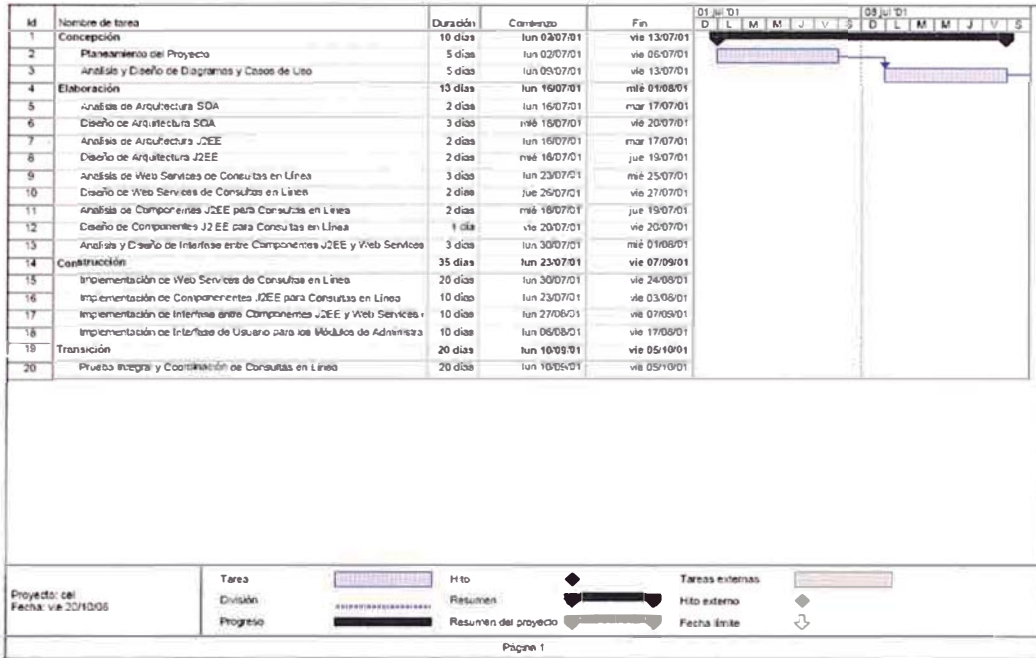 Id Nombre de tarea Duración Comienzo Fin 01 jul '01 08 jul '01
D L M M J V S D L M M J V S
1 Concepción 10 días lun 02/07/01 vie 13/07/01
2 Planeamiento del Proyecto 5 días lun 02/07/01 vie 06/07/01
3 Analisis y Diseño de Diagramas y Casos de Uso 5 días lun 09/07/01 vie 13/07/01
4 Elaboración 13 días lun 16/07/01 mié 01/08/01
5 Analisis de Arquitectura SOA 2 días lun 16/07/01 mar 17/07/01
6 Diseño de Arquitectura SOA 3 días mié 18/07/01 vie 20/07/01
7 Analisis de Arquitectura J2EE 2 días lun 16/07/01 mar 17/07/01
8 Diseño de Arquitectura J2EE 2 días mié 18/07/01 jue 19/07/01
9 Analisis de Web Services de Consultas en Línea 3 días lun 23/07/01 mié 25/07/01
10 Diseño de Web Services de Consultas en Línea 2 días jue 26/07/01 vie 27/07/01
11 Analisis de Componentes J2EE para Consultas en Línea 2 días mié 18/07/01 jue 19/07/01
12 Diseño de Componentes J2EE para Consultas en Línea 1 día vie 20/07/01 vie 20/07/01
13 Analisis y Diseño de Interfase entre Componentes J2EE y Web Services 3 días lun 30/07/01 mié 01/08/01
14 Construcción 35 días lun 23/07/01 vie 07/09/01
15 Implementación de Web Services de Consultas en Línea 20 días lun 30/07/01 vie 24/08/01
16 Implementación de Componenentes J2EE para Consultas en Línea 10 días lun 23/07/01 vie 03/08/01
17 Implementación de Interfase entre Componentes J2EE y Web Services 10 días lun 27/08/01 vie 07/09/01
18 Implementación de Interfase de Usuario para los Módulos de Administra 10 días lun 06/08/01 vie 17/08/01
19 Transición 20 días lun 10/09/01 vie 05/10/01
20 Prueba Integral y Coordinación de Consultas en Línea 20 días lun 10/09/01 vie 05/10/01
Proyecto: cel
Fecha: vie 20/10/06
Tarea Hito Tareas externas
División Resumen Hito externo
Progreso Resumen del proyecto Fecha límite
Página 1